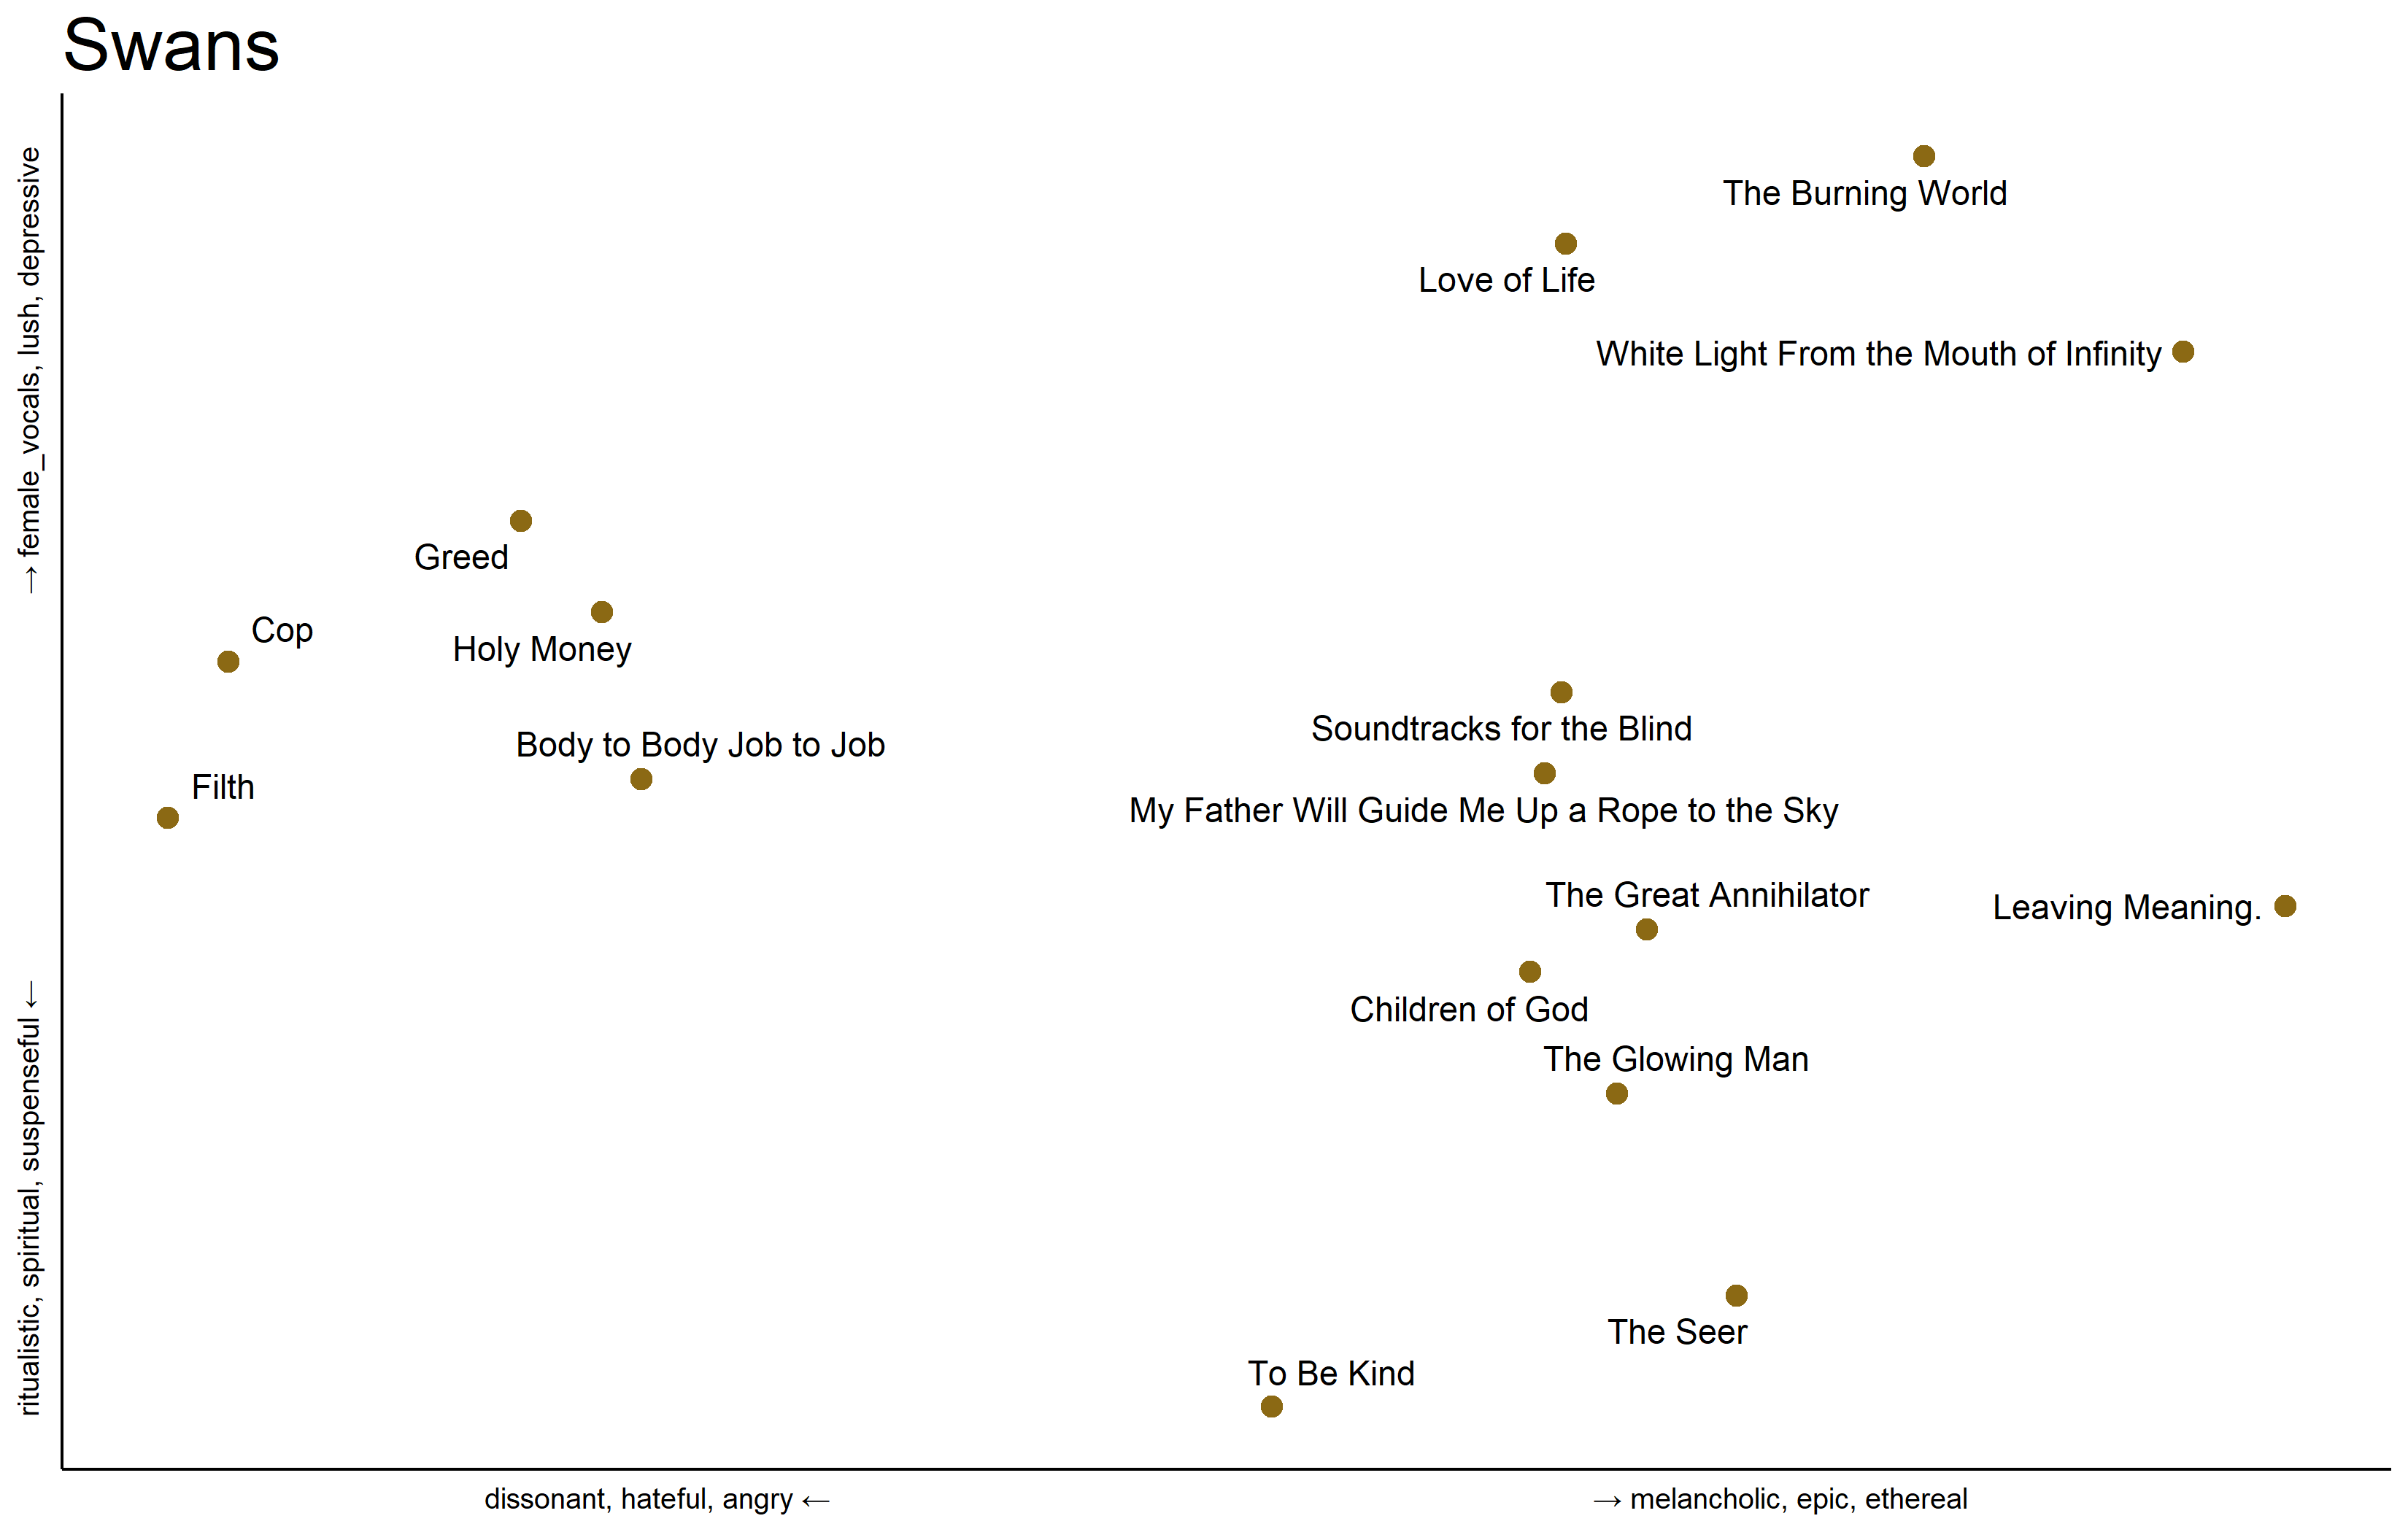 Swans
→ female_vocals, lush, depressive
ritualistic, spiritual, suspenseful ←
The Burning World
Love of Life
White Light From the Mouth of Infinity
Greed
Cop
Holy Money
Soundtracks for the Blind
Body to Body Job to Job
Filth
My Father Will Guide Me Up a Rope to the Sky
The Great Annihilator
Leaving Meaning.
Children of God
The Glowing Man
The Seer
To Be Kind
dissonant, hateful, angry ←
→ melancholic, epic, ethereal